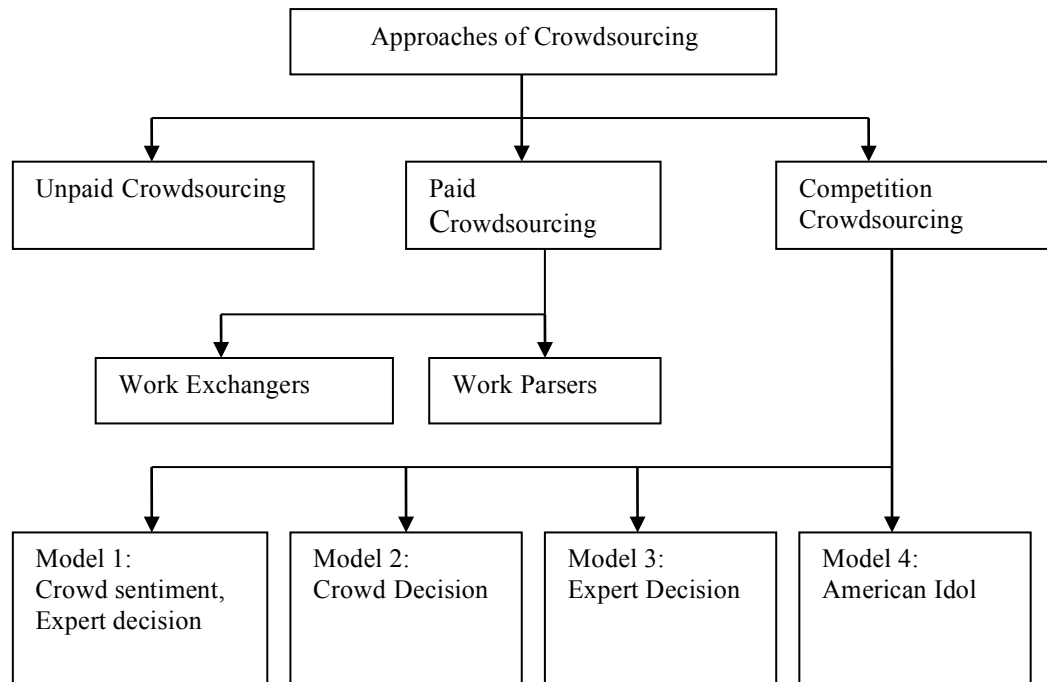 Approaches of Crowdsourcing
Unpaid Crowdsourcing
Paid
Crowdsourcing
Competition
Crowdsourcing
Work Exchangers
Work Parsers
Model 1:
Crowd sentiment,
Expert decision
Model 2:
Crowd Decision
Model 3:
Expert Decision
Model 4:
American Idol